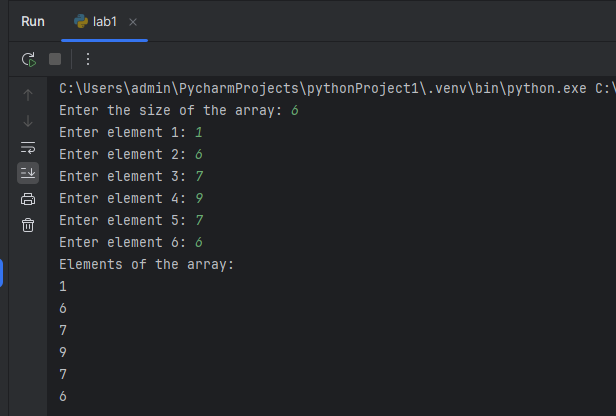 Run lab1
C:\Users\admin\PycharmProjects\pythonProject1\.venv\bin\python.exe C:\
Enter the size of the array: 6
Enter element 1: 1
Enter element 2: 6
Enter element 3: 7
Enter element 4: 9
Enter element 5: 7
Enter element 6: 6
Elements of the array:
1
6
7
9
7
6